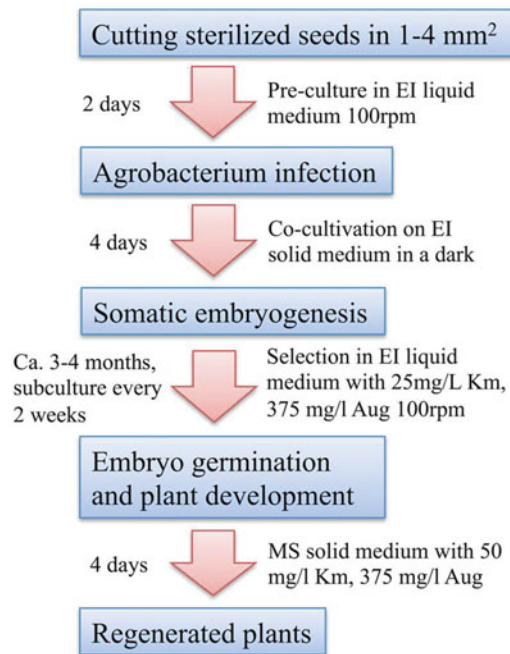 Cutting sterilized seeds in 1-4 mm²
2 days
Pre-culture in EI liquid
medium 100rpm
Agrobacterium infection
4 days
Co-cultivation on EI
solid medium in a dark
Somatic embryogenesis
Ca. 3-4 months,
subculture every
2 weeks
Selection in EI liquid
medium with 25mg/L Km,
375 mg/l Aug 100rpm
Embryo germination
and plant development
4 days
MS solid medium with 50
mg/l Km, 375 mg/l Aug
Regenerated plants